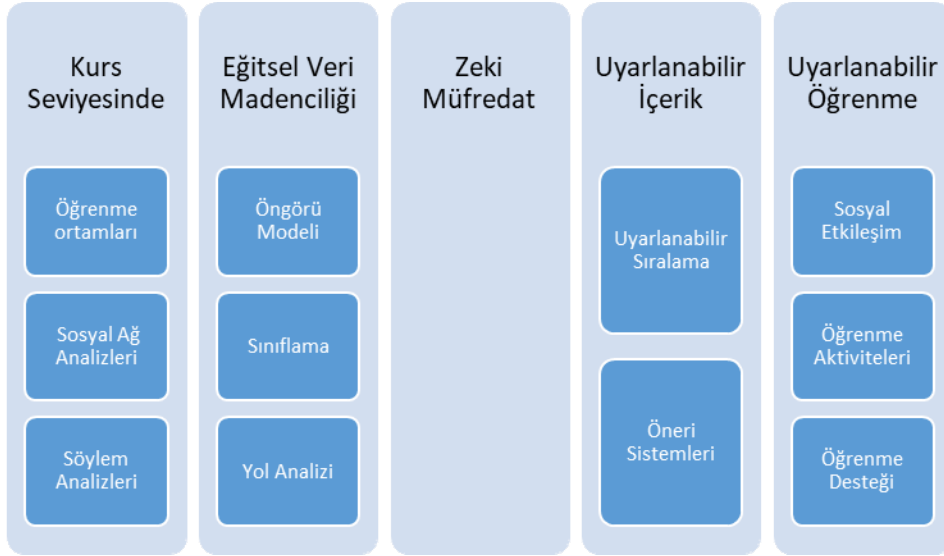 Kurs
Seviyesinde
Öğrenme
ortamları
Sosyal Ağ
Analizleri
Söylem
Analizleri
Eğitsel Veri
Madenciliği
Öngörü
Modeli
Sınıflama
Yol Analizi
Zeki
Müfredat
Uyarlanabilir
İçerik
Uyarlanabilir
Sıralama
Öneri
Sistemleri
Uyarlanabilir
Öğrenme
Sosyal
Etkileşim
Öğrenme
Aktiviteleri
Öğrenme
Desteği